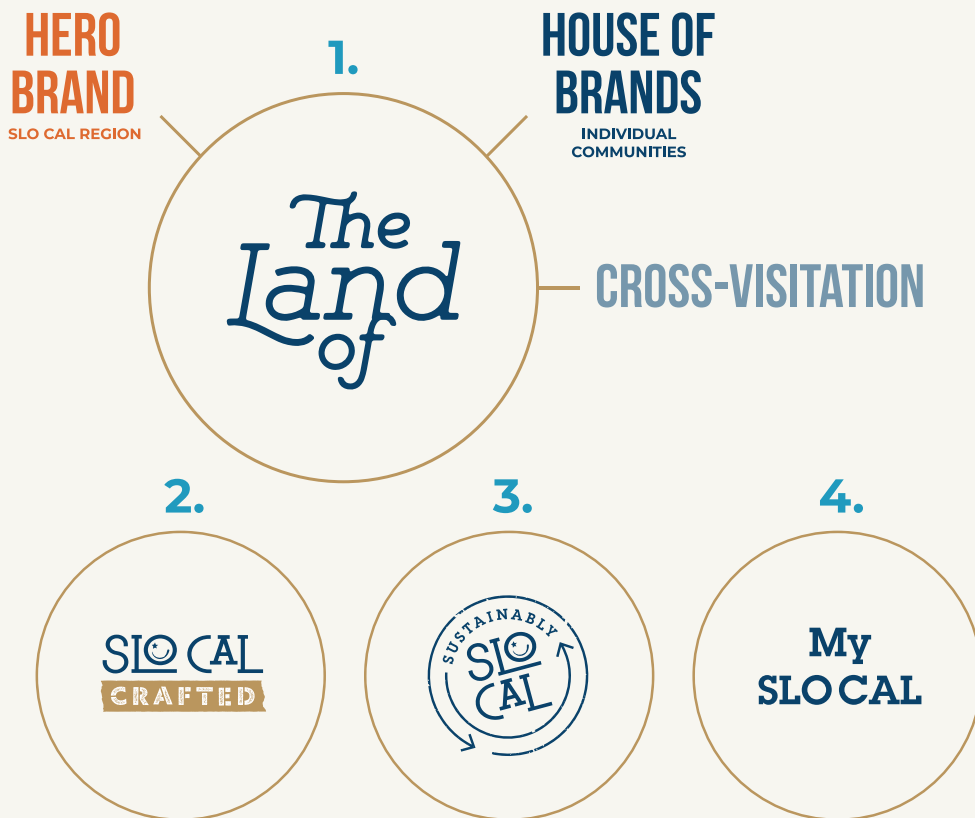 HERO
BRAND
SLO CAL REGION
1.
HOUSE OF
BRANDS
INDIVIDUAL
COMMUNITIES
The
Land
of
CROSS-VISITATION
2.
3.
4.
SLO CAL
CRAFTED
SUSTAINABLY
SLO
CAL
My
SLO CAL